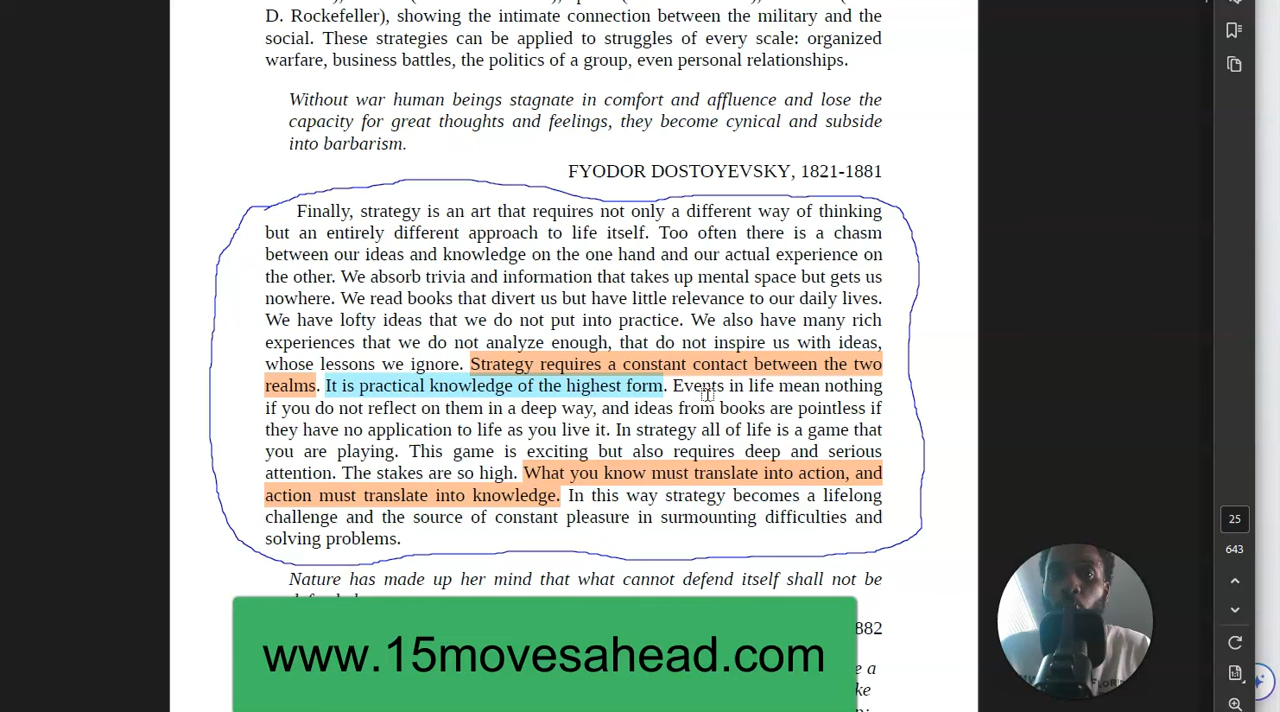 D. Rockefeller), showing the intimate connection between the military and the
social. These strategies can be applied to struggles of every scale: organized
warfare, business battles, the politics of a group, even personal relationships.
Without war human beings stagnate in comfort and affluence and lose the
capacity for great thoughts and feelings, they become cynical and subside
into barbarism.
FYODOR DOSTOYEVSKY, 1821-1881
Finally, strategy is an art that requires not only a different way of thinking
but an entirely different approach to life itself. Too often there is a chasm
between our ideas and knowledge on the one hand and our actual experience on
the other. We absorb trivia and information that takes up mental space but gets us
nowhere. We read books that divert us but have little relevance to our daily lives.
We have lofty ideas that we do not put into practice. We also have many rich
experiences that we do not analyze enough, that do not inspire us with ideas,
whose lessons we ignore. Strategy requires a constant contact between the two
realms. It is practical knowledge of the highest form. Events in life mean nothing
if you do not reflect on them in a deep way, and ideas from books are pointless if
they have no application to life as you live it. In strategy all of life is a game that
you are playing. This game is exciting but also requires deep and serious
attention. The stakes are so high. What you know must translate into action, and
action must translate into knowledge. In this way strategy becomes a lifelong
challenge and the source of constant pleasure in surmounting difficulties and
solving problems.
Nature has made up her mind that what cannot defend itself shall not be
882
www.15movesahead.com
25
643